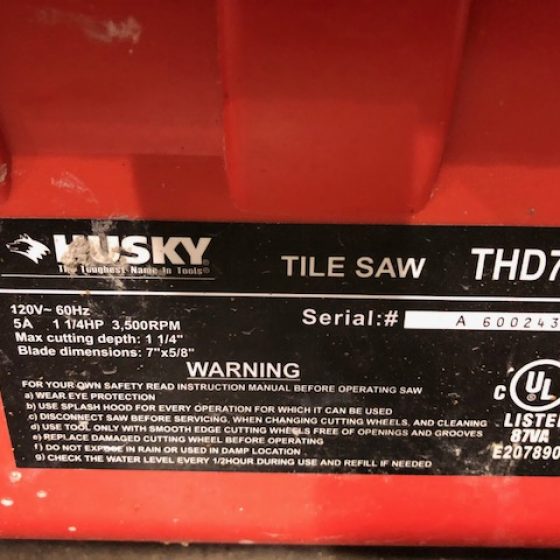 HUSKY
The Toughest Name In Tools®
TILE SAW THD7
120V~ 60Hz
5A 1 1/4HP 3,500RPM
Max cutting depth: 1 1/4"
Blade dimensions: 7"x5/8"
Serial:# A 600243
WARNING
FOR YOUR OWN SAFETY READ INSTRUCTION MANUAL BEFORE OPERATING SAW
a) WEAR EYE PROTECTION
b) USE SPLASH HOOD FOR EVERY OPERATION FOR WHICH IT CAN BE USED
c) DISCONNECT SAW BEFORE SERVICING, WHEN CHANGING CUTTING WHEELS, AND CLEANING
d) USE TOOL ONLY WITH SMOOTH EDGE CUTTING WHEELS FREE OF OPENINGS AND GROOVES
e) REPLACE DAMAGED CUTTING WHEEL BEFORE OPERATING
f) DO NOT EXPOSE IN RAIN OR USED IN DAMP LOCATION
g) CHECK THE WATER LEVEL EVERY 1/2HOUR DURING USE AND REFILL IF NEEDED
C UL ®
LISTE
87VA
E207890